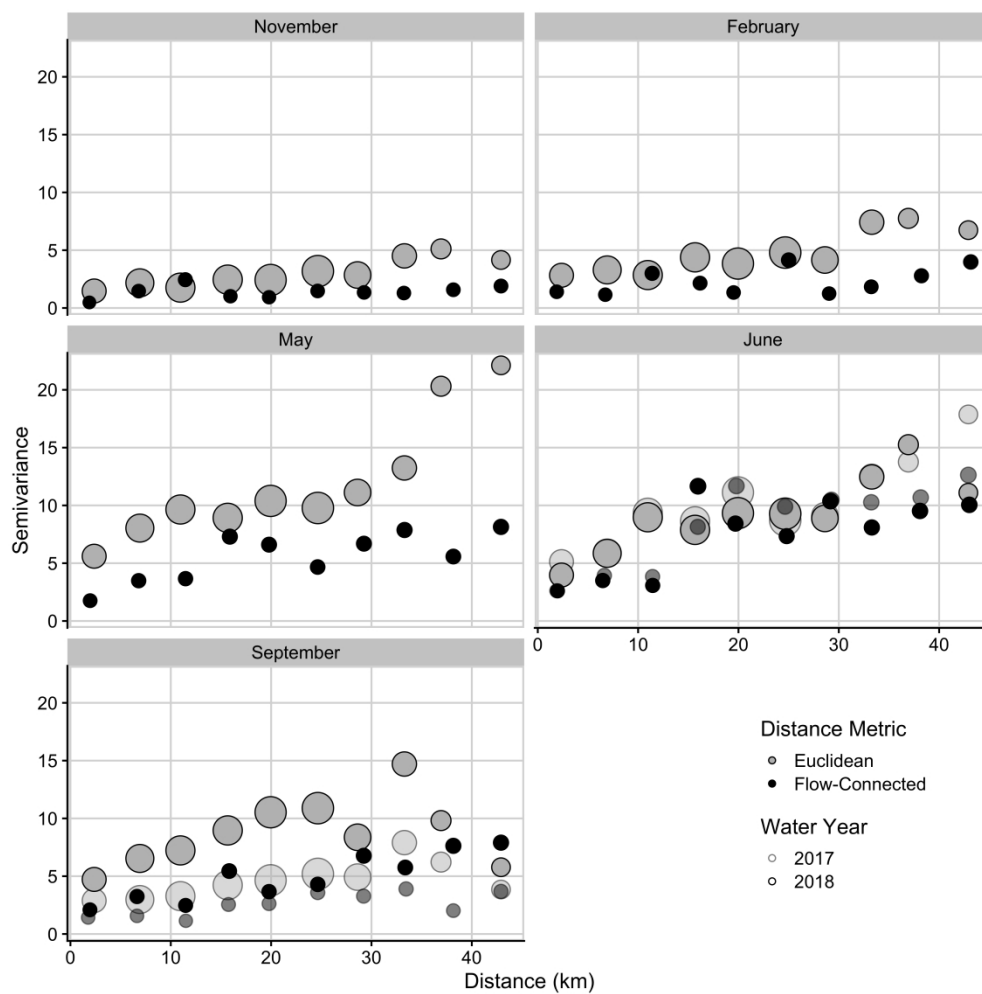 November
February
20
15
10
5
0
May
June
20
15
10
5
0
Semivariance
0
10
20
30
40
September
20
15
10
5
0
0
10
20
30
40
Distance (km)
Distance Metric
Euclidean
Flow-Connected
Water Year
2017
2018